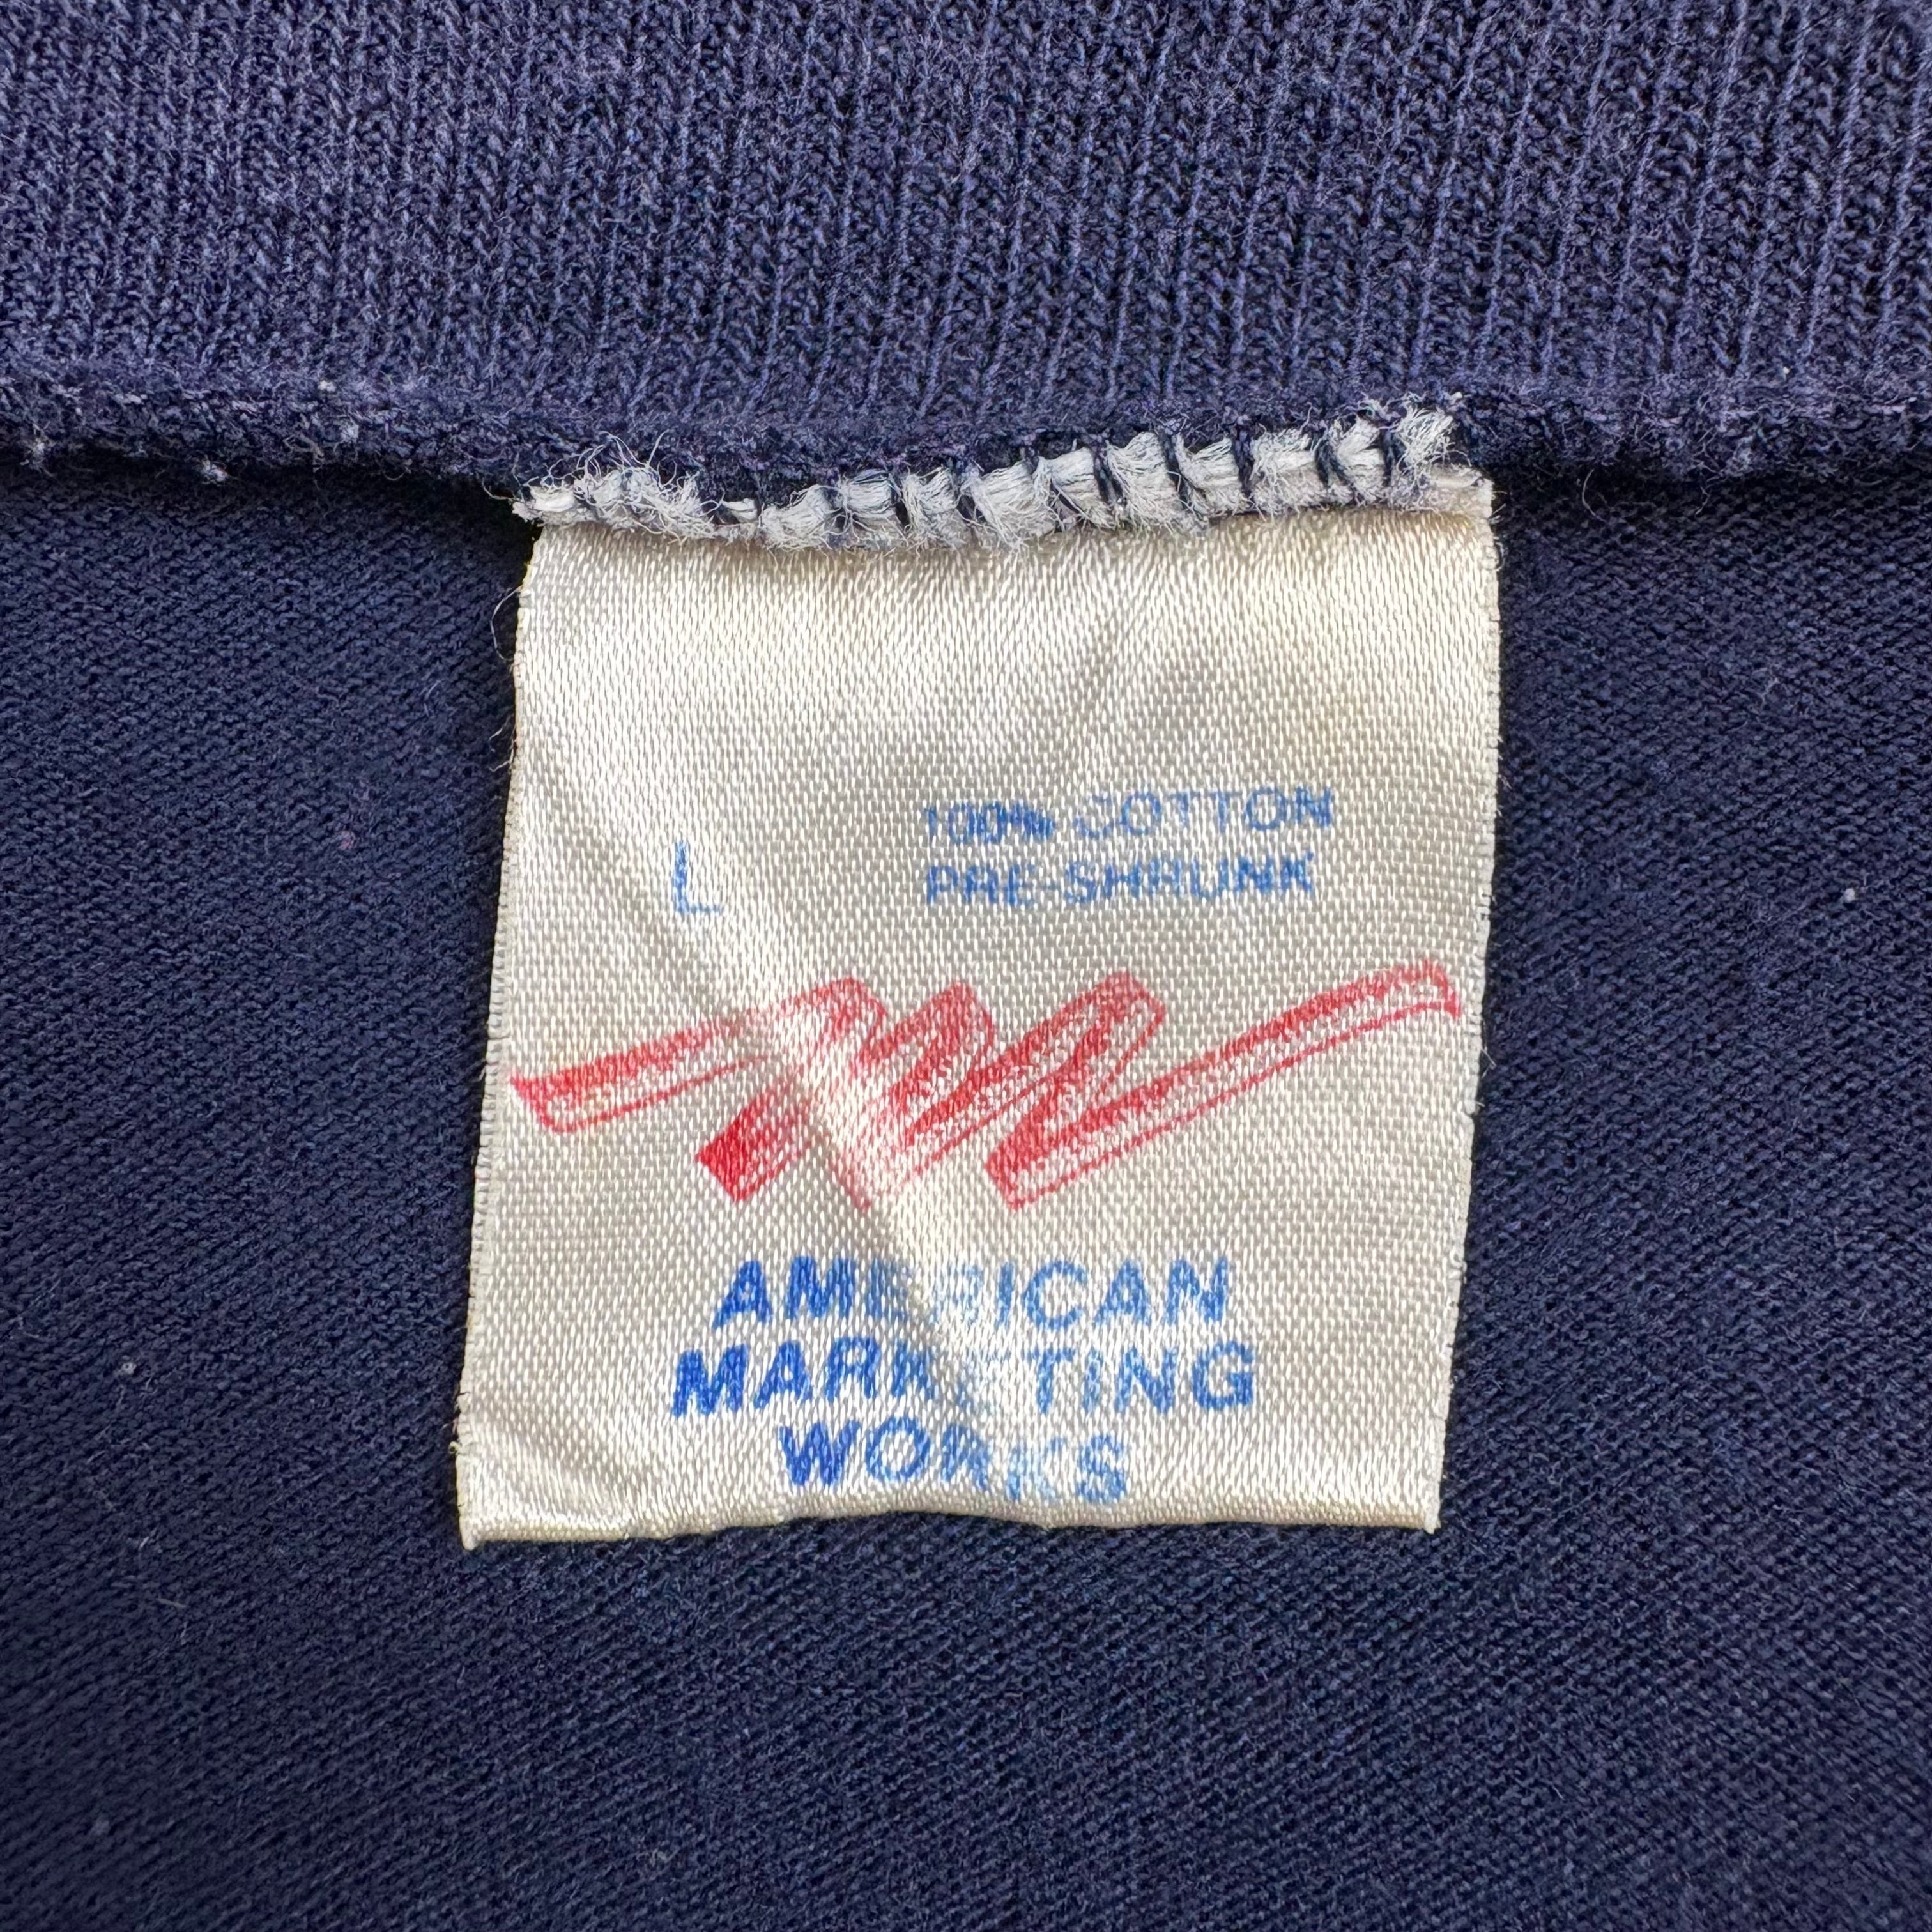 L
100% COTTON
PRE-SHRUNK
AMERICAN
MARKETING
WORKS